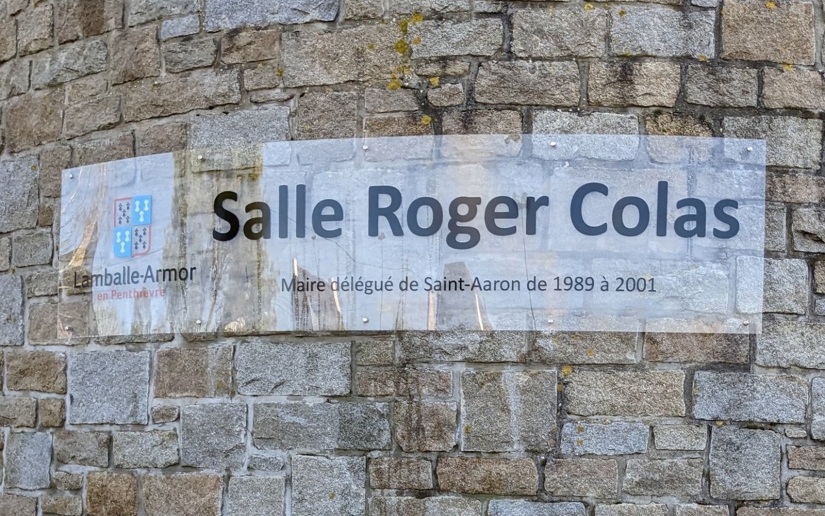 Salle Roger Colas
Lamballe-Armor
en Penthièvre
Maire délégué de Saint-Aaron de 1989 à 2001